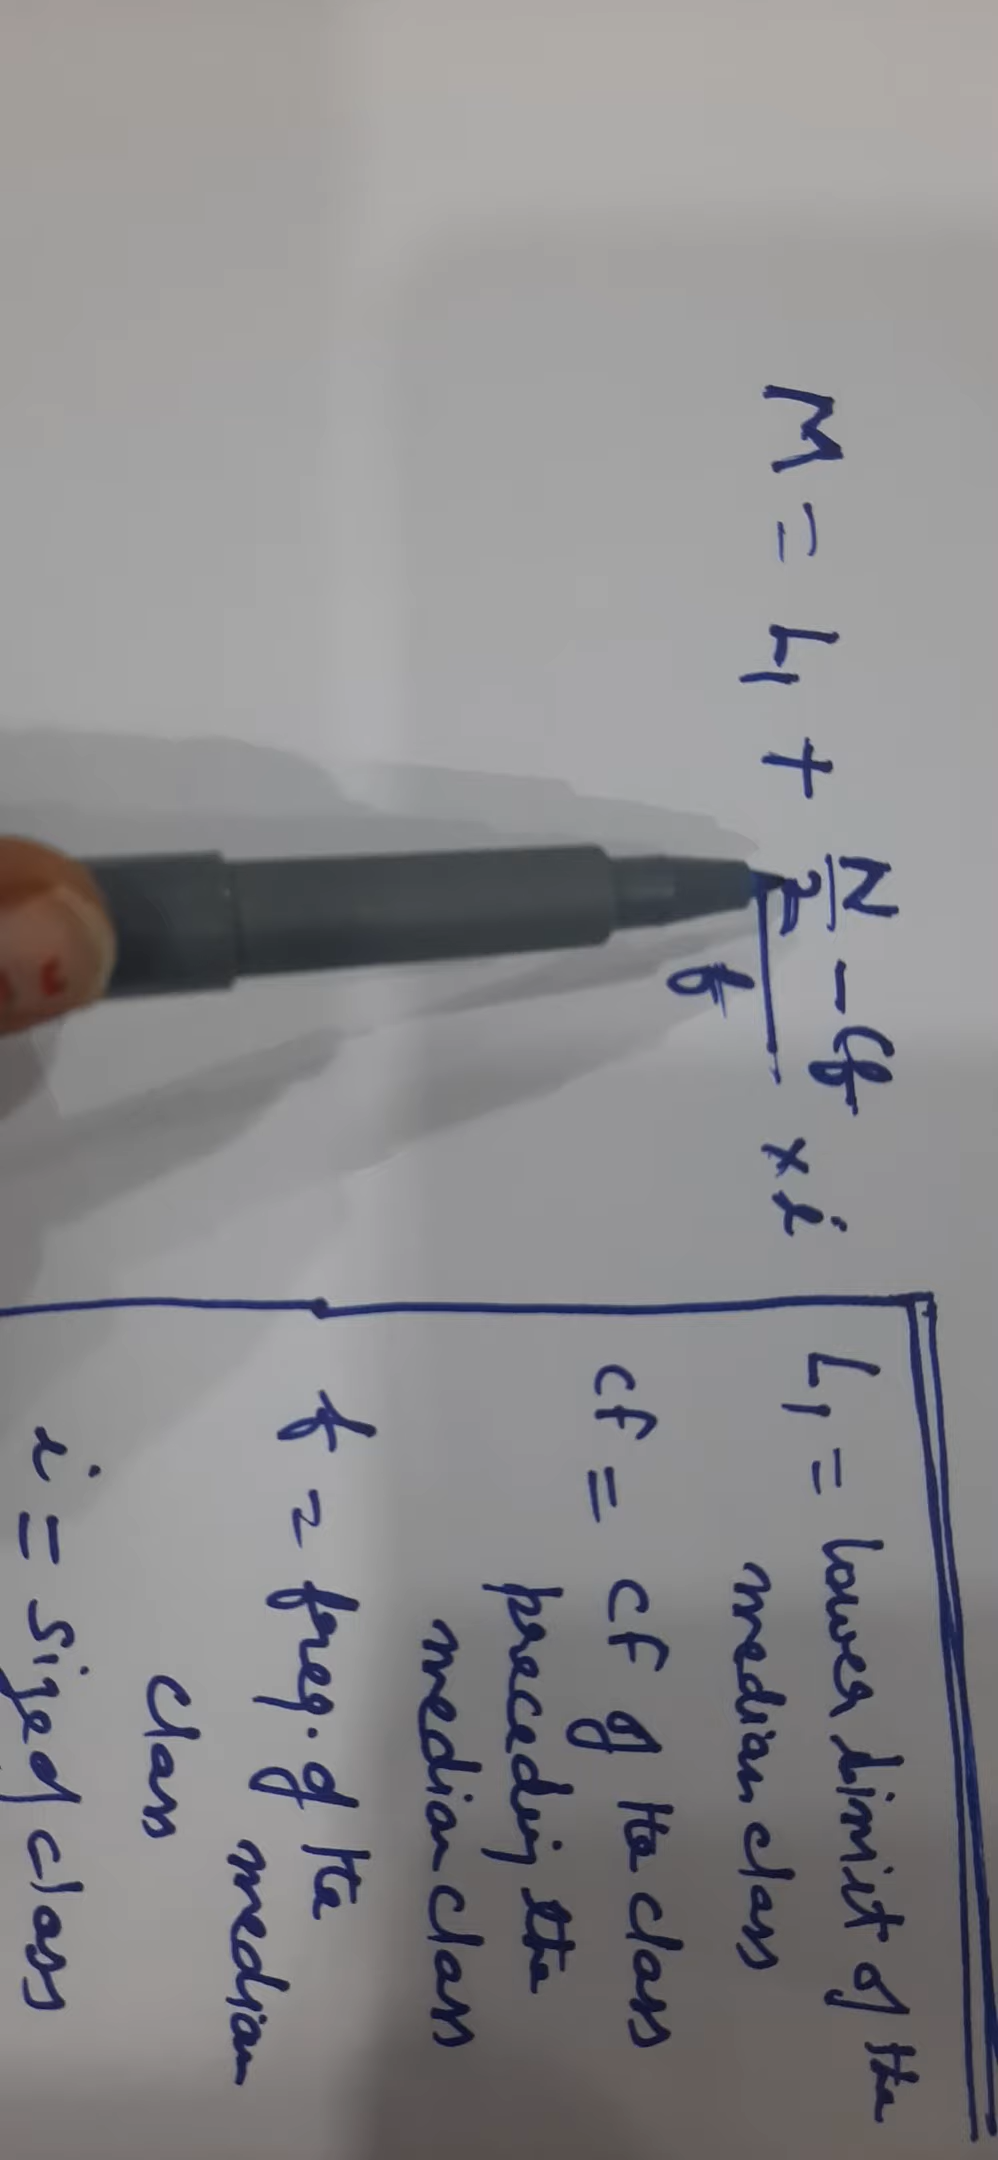 M = L₁ + N/2 - Cf / f × i
L₁ = Lower Limit of the
median class
CF = CF of the class
preceding the
median class
f = freq. of the
median
class
i = Size of class